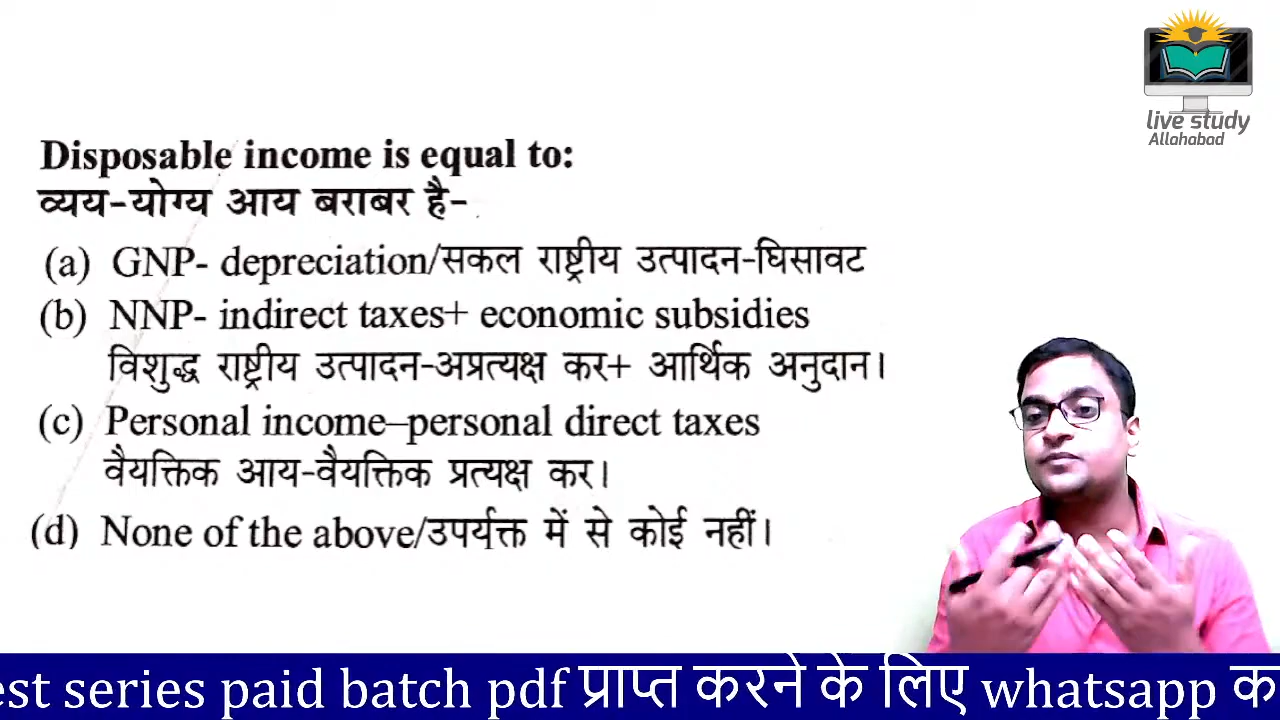 live study
Allahabad
Disposable income is equal to:
व्यय-योग्य आय बराबर है-
(a) GNP- depreciation/सकल राष्ट्रीय उत्पादन-घिसावट
(b) NNP- indirect taxes+ economic subsidies
विशुद्ध राष्ट्रीय उत्पादन-अप्रत्यक्ष कर+ आर्थिक अनुदान।
(c) Personal income–personal direct taxes
वैयक्तिक आय-वैयक्तिक प्रत्यक्ष कर।
(d) None of the above/उपर्यक्त में से कोई नहीं।
est series paid batch pdf प्राप्त करने के लिए whatsapp क